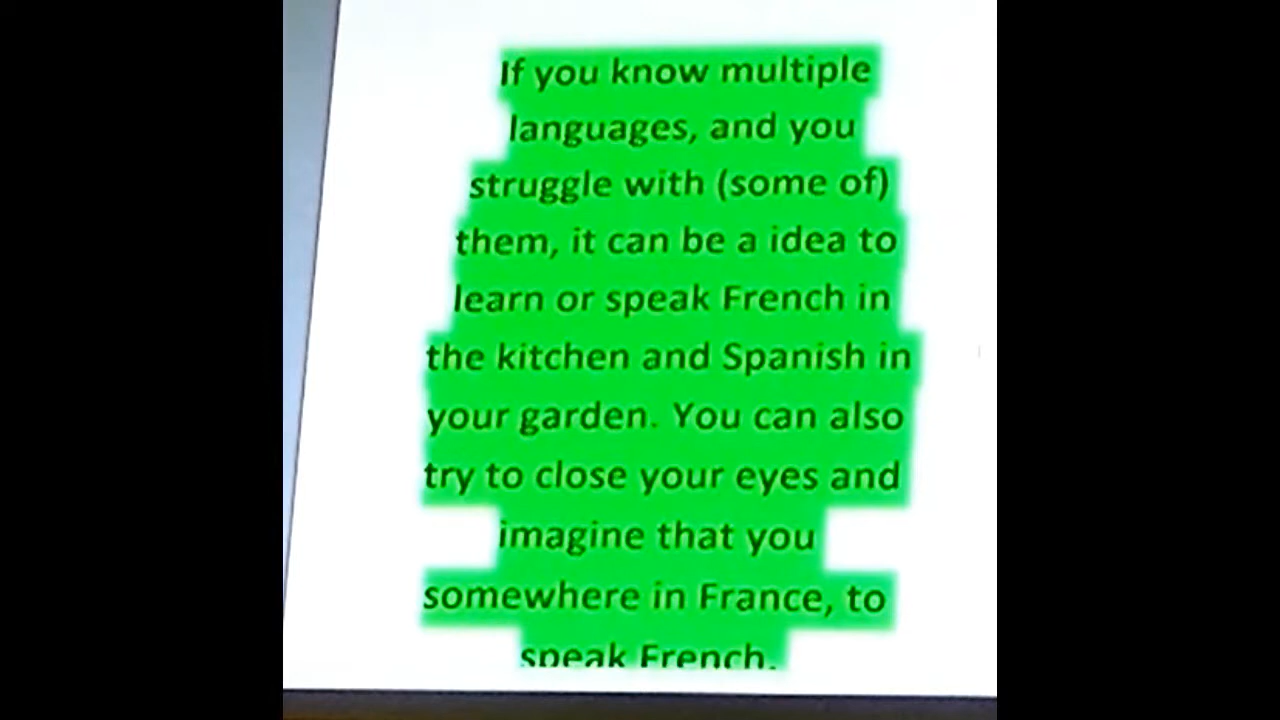 If you know multiple
languages, and you
struggle with (some of)
them, it can be a idea to
learn or speak French in
the kitchen and Spanish in
your garden. You can also
try to close your eyes and
imagine that you
somewhere in France, to
speak French.